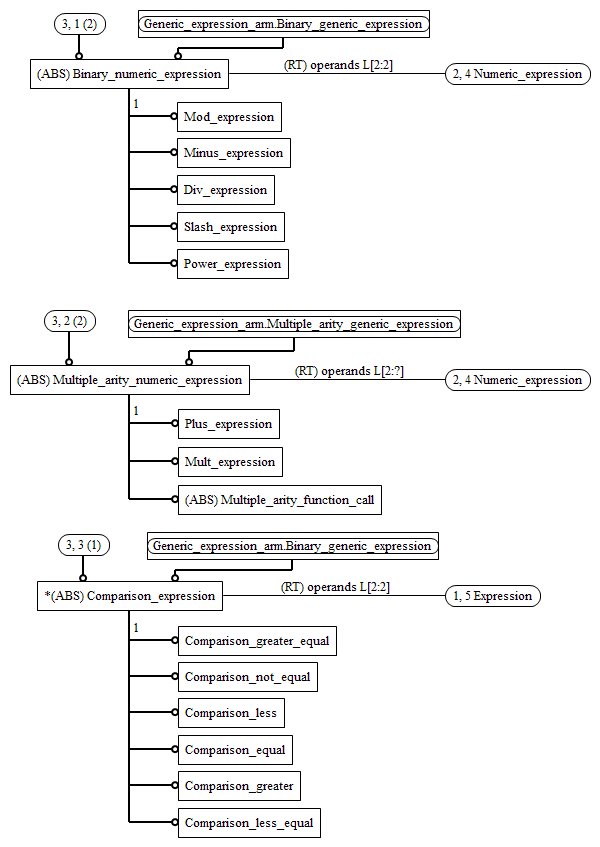 3, 1 (2)
Generic_expression_arm.Binary_generic_expression
(ABS) Binary_numeric_expression
(RT) operands L[2:2]
2, 4 Numeric_expression
1
Mod_expression
Minus_expression
Div_expression
Slash_expression
Power_expression
3, 2 (2)
Generic_expression_arm.Multiple_arity_generic_expression
(ABS) Multiple_arity_numeric_expression
(RT) operands L[2:?]
2, 4 Numeric_expression
1
Plus_expression
Mult_expression
(ABS) Multiple_arity_function_call
3, 3 (1)
Generic_expression_arm.Binary_generic_expression
*(ABS) Comparison_expression
(RT) operands L[2:2]
1, 5 Expression
1
Comparison_greater_equal
Comparison_not_equal
Comparison_less
Comparison_equal
Comparison_greater
Comparison_less_equal